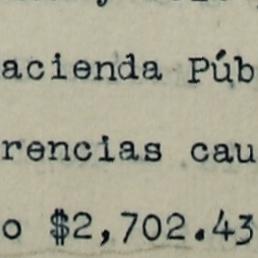 acienda Púb
rencias cau
o $2,702.43